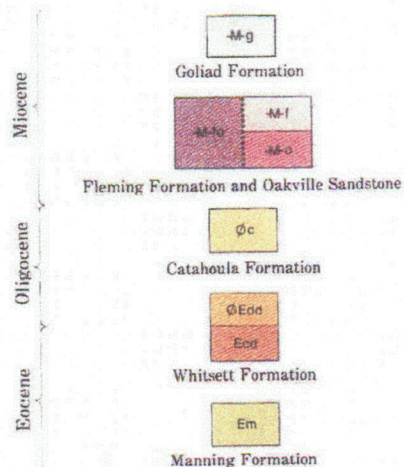 -M-g
Goliad Formation
Miocene
-M-fo
-M-f
-M-o
Fleming Formation and Oakville Sandstone
Øc
Catahoula Formation
Oligocene
ØEdd
Ecd
Whitsett Formation
Eocene
Em
Manning Formation